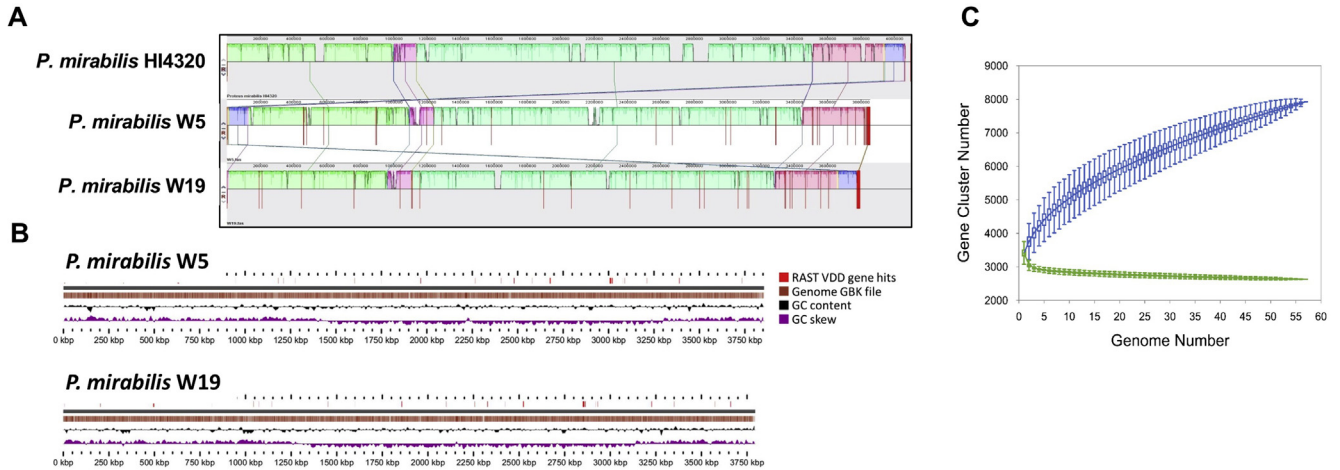 A
P. mirabilis HI4320
P. mirabilis W5
P. mirabilis W19
B
P. mirabilis W5
0 kbp 250 kbp 500 kbp 750 kbp 1000 kbp 1250 kbp 1500 kbp 1750 kbp 2000 kbp 2250 kbp 2500 kbp 2750 kbp 3000 kbp 3250 kbp 3500 kbp 3750 kbp
RAST VDD gene hits
Genome GBK file
GC content
GC skew
P. mirabilis W19
0 kbp 250 kbp 500 kbp 750 kbp 1000 kbp 1250 kbp 1500 kbp 1750 kbp 2000 kbp 2250 kbp 2500 kbp 2750 kbp 3000 kbp 3250 kbp 3500 kbp 3750 kbp
C
Gene Cluster Number
9000
8000
7000
6000
5000
4000
3000
2000
0 5 10 15 20 25 30 35 40 45 50 55 60
Genome Number